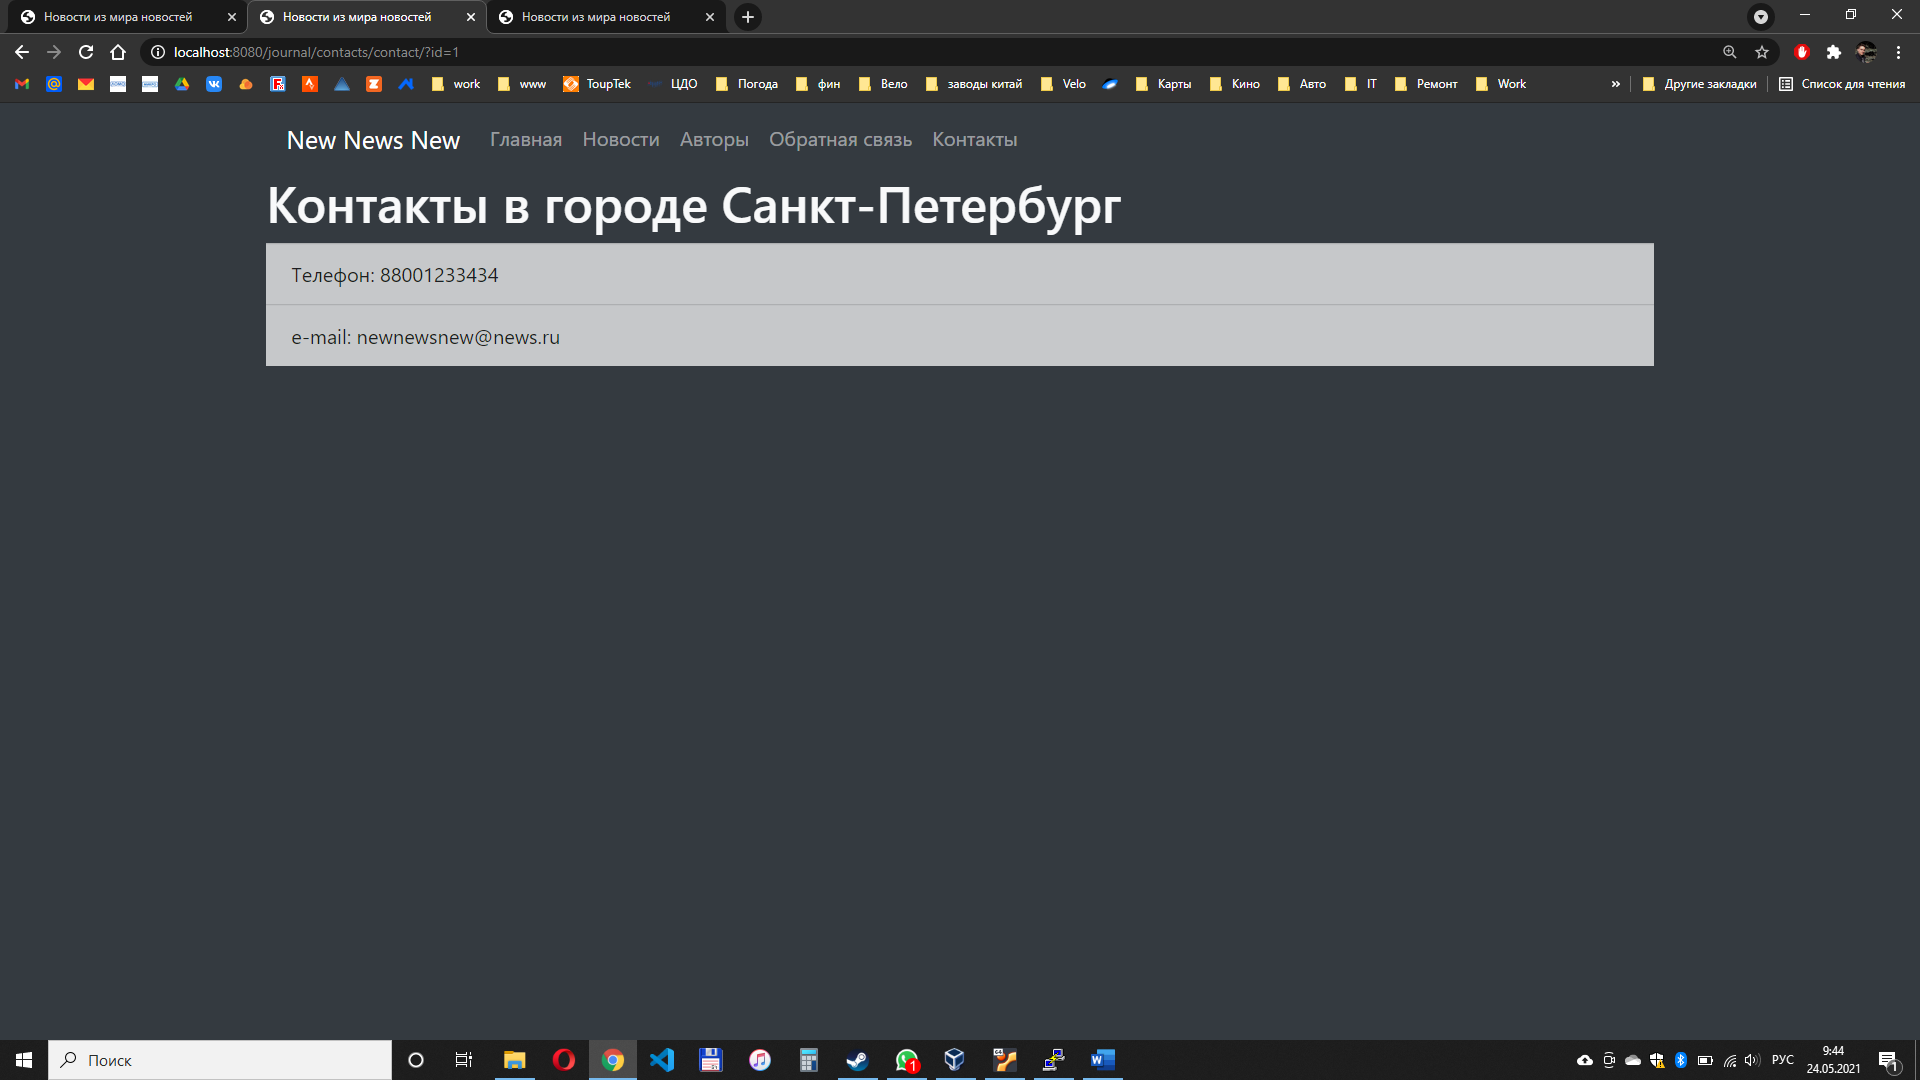 Новости из мира новостей
Новости из мира новостей
Новости из мира новостей
localhost:8080/journal/contacts/contact/?id=1
work www ToupTek ЦДО Погода фин Вело заводы китай Velo Карты Кино Авто IT Ремонт Work » Другие закладки Список для чтения
New News New Главная Новости Авторы Обратная связь Контакты
Контакты в городе Санкт-Петербург
Телефон: 88001233434
e-mail: newnewsnew@news.ru
Поиск
1
РУС
9:44
24.05.2021
1